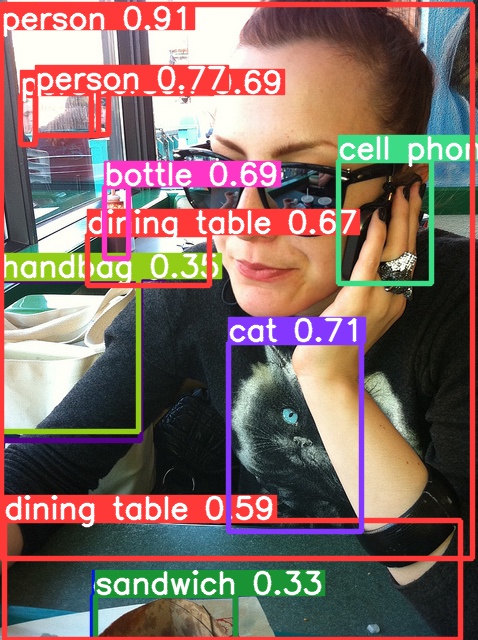 person 0.91
person 0.77
0.69
cell phon
bottle 0.69
dining table 0.67
handbag 0.35
cat 0.71
dining table 0.59
sandwich 0.33